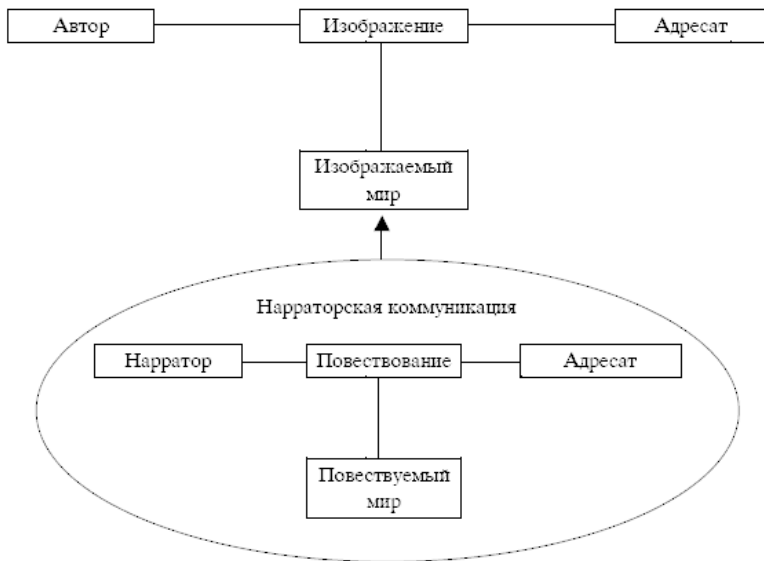 Автор
Изображение
Адресат
Изображаемый
мир
Нарраторская коммуникация
Нарратор
Повествование
Адресат
Повествуемый
мир